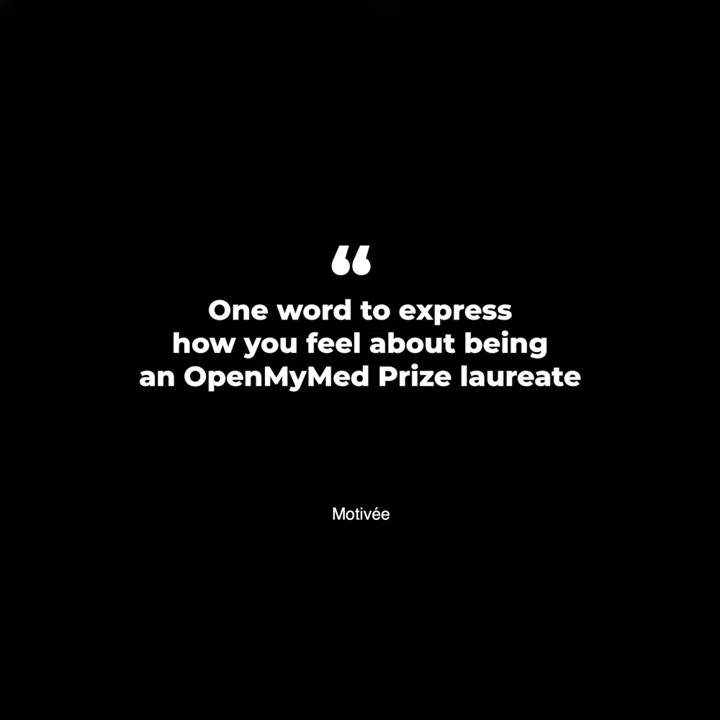 “
One word to express
how you feel about being
an OpenMyMed Prize laureate
Motivée